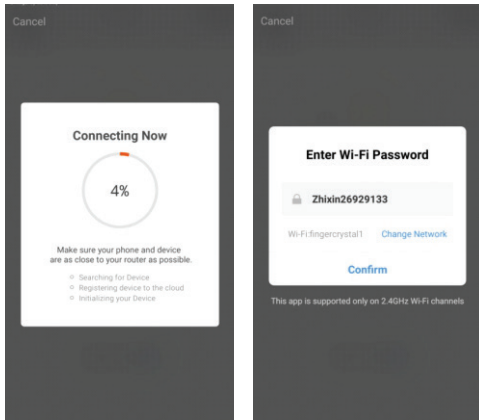 Cancel
Connecting Now
4%
Make sure your phone and device
are as close to your router as possible.
Searching for Device
Registering device to the cloud
Initializing your Device
Cancel
Enter Wi-Fi Password
Zhixin26929133
Wi-Fi:fingercrystal1 Change Network
Confirm
This app is supported only on 2.4GHz Wi-Fi channels